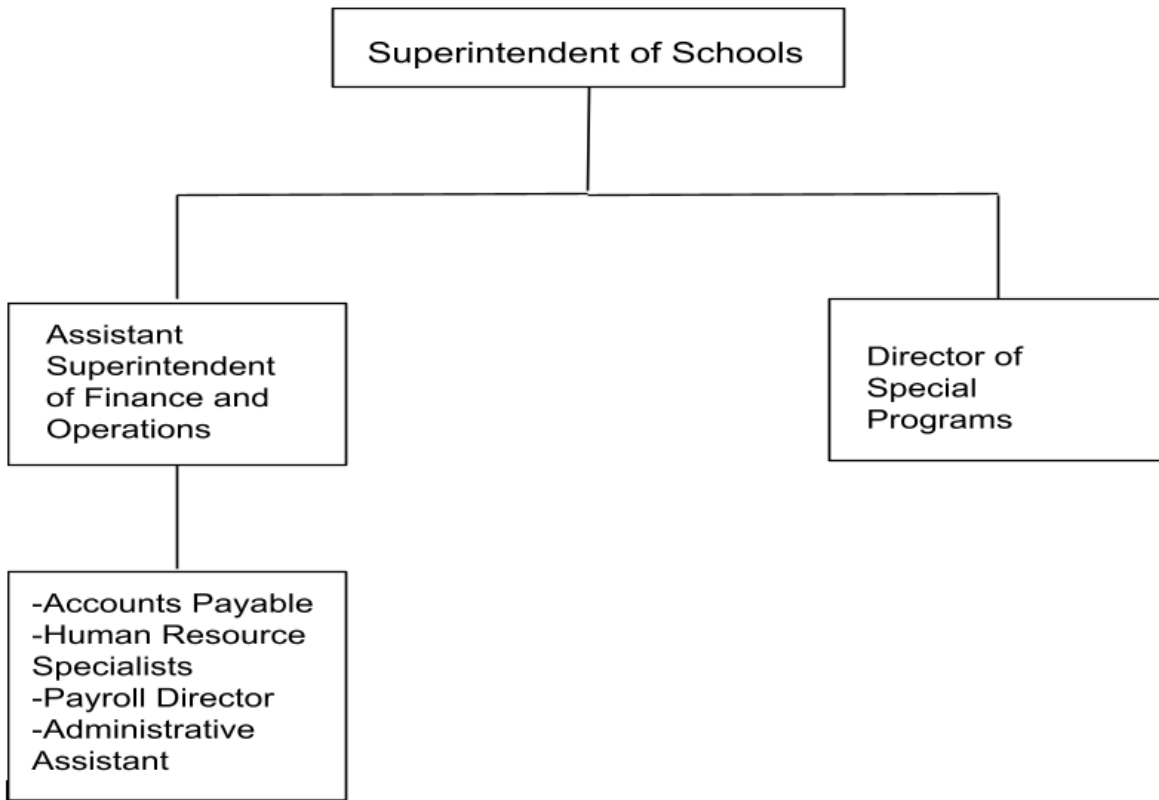 Superintendent of Schools
Assistant
Superintendent
of Finance and
Operations
Director of
Special
Programs
-Accounts Payable
-Human Resource
Specialists
-Payroll Director
-Administrative
Assistant